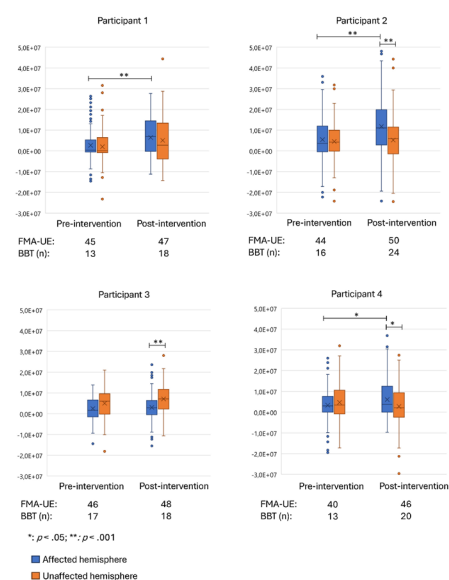 Participant 1
**
5,0E+07
4,0E+07
3,0E+07
2,0E+07
1,0E+07
0,0E+00
-1,0E+07
-2,0E+07
-3,0E+07
Pre-intervention Post-intervention
FMA-UE: 45 47
BBT (n): 13 18
Participant 2
**
**
5,0E+07
4,0E+07
3,0E+07
2,0E+07
1,0E+07
0,0E+00
-1,0E+07
-2,0E+07
-3,0E+07
Pre-intervention Post-intervention
FMA-UE: 44 50
BBT (n): 16 24
Participant 3
**
5,0E+07
4,0E+07
3,0E+07
2,0E+07
1,0E+07
0,0E+00
-1,0E+07
-2,0E+07
-3,0E+07
Pre-intervention Post-intervention
FMA-UE: 46 48
BBT (n): 17 18
Participant 4
*
*
5,0E+07
4,0E+07
3,0E+07
2,0E+07
1,0E+07
0,0E+00
-1,0E+07
-2,0E+07
-3,0E+07
Pre-intervention Post-intervention
FMA-UE: 40 46
BBT (n): 13 20
*: p < .05; **: p < .001
Affected hemisphere
Unaffected hemisphere